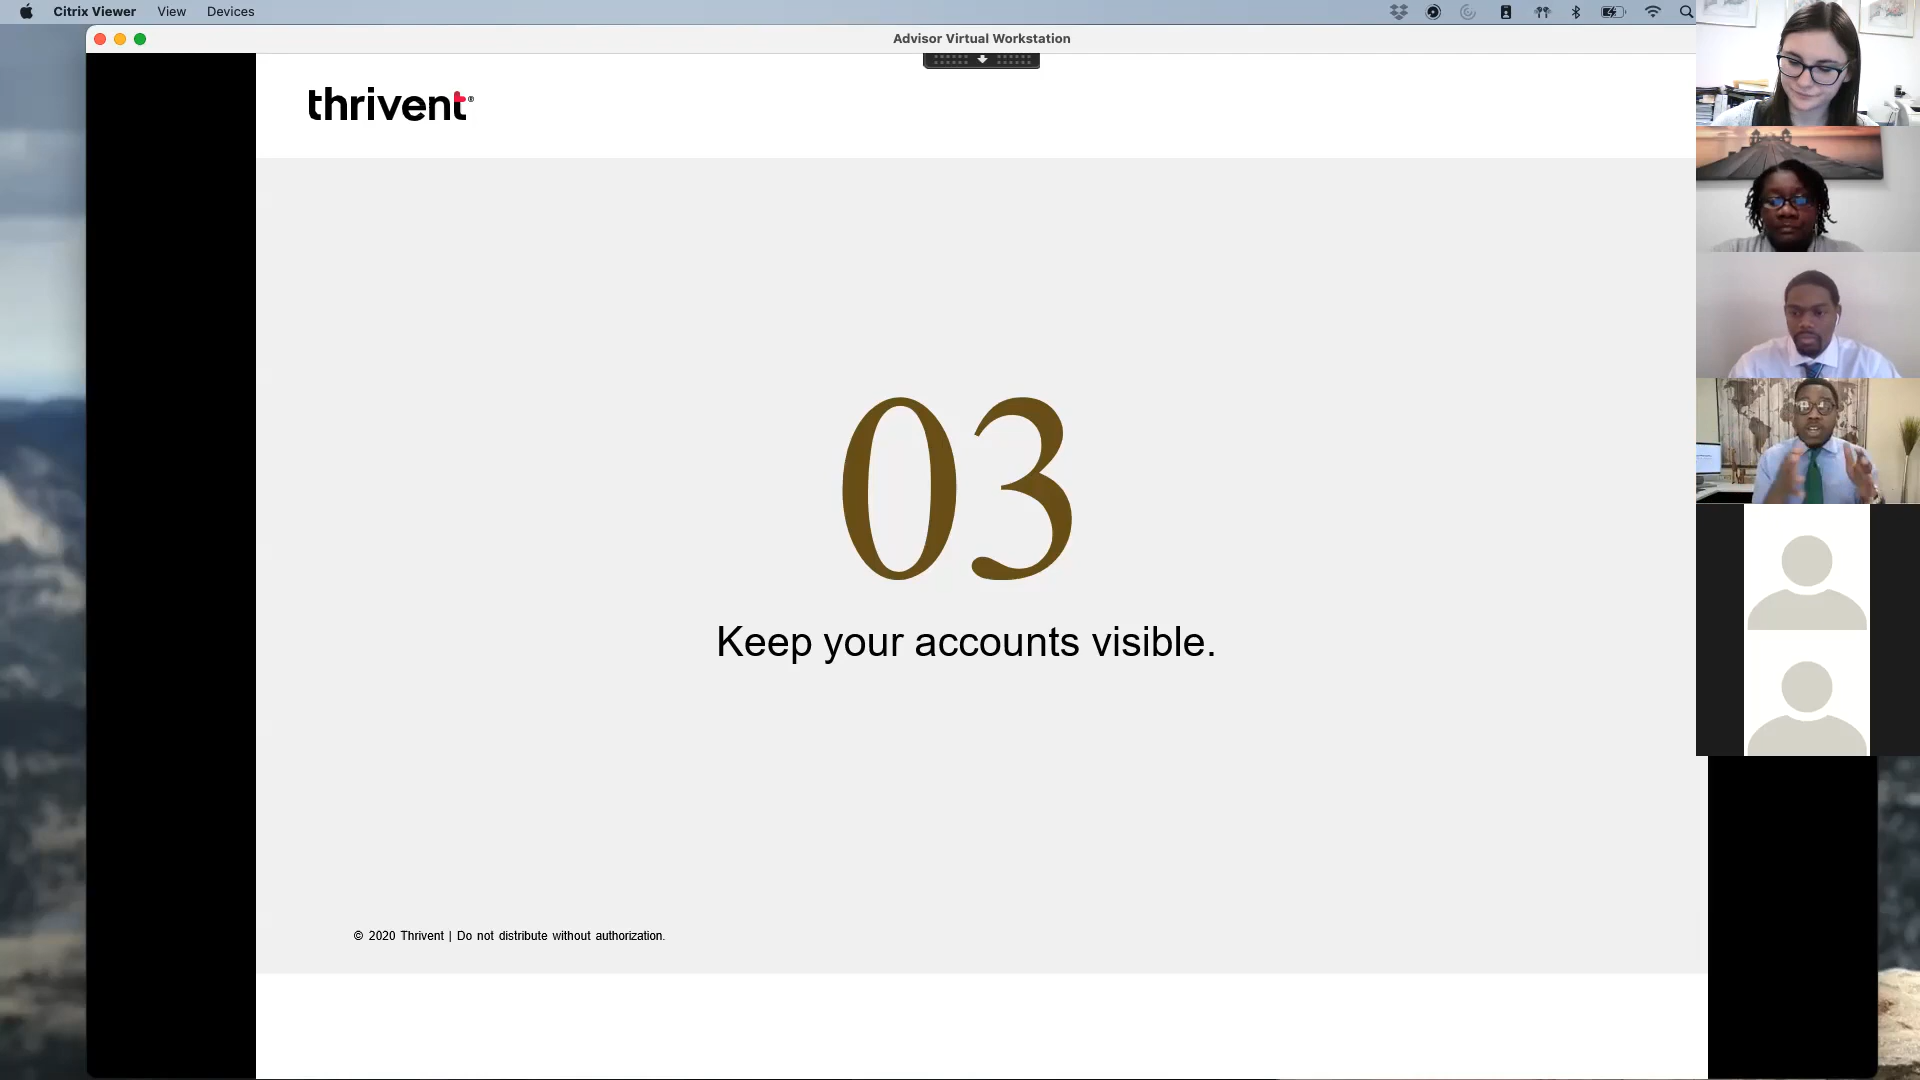 Citrix Viewer View Devices
Advisor Virtual Workstation
thrivent®
03
Keep your accounts visible.
© 2020 Thrivent | Do not distribute without authorization.